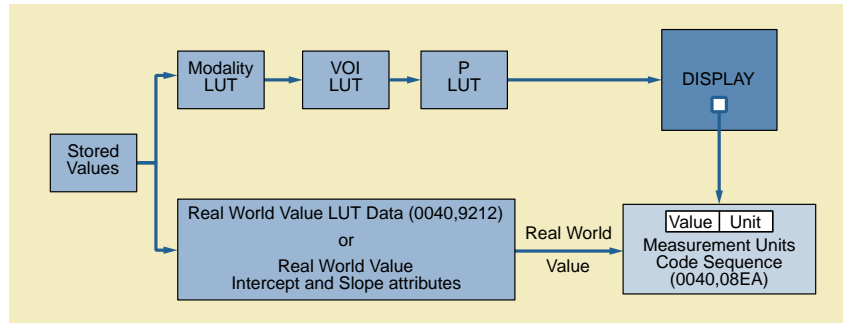 Modality
LUT
VOI
LUT
P
LUT
DISPLAY
Stored
Values
Real World Value LUT Data (0040,9212)
or
Real World Value
Intercept and Slope attributes
Real World
Value
Value Unit
Measurement Units
Code Sequence
(0040,08EA)